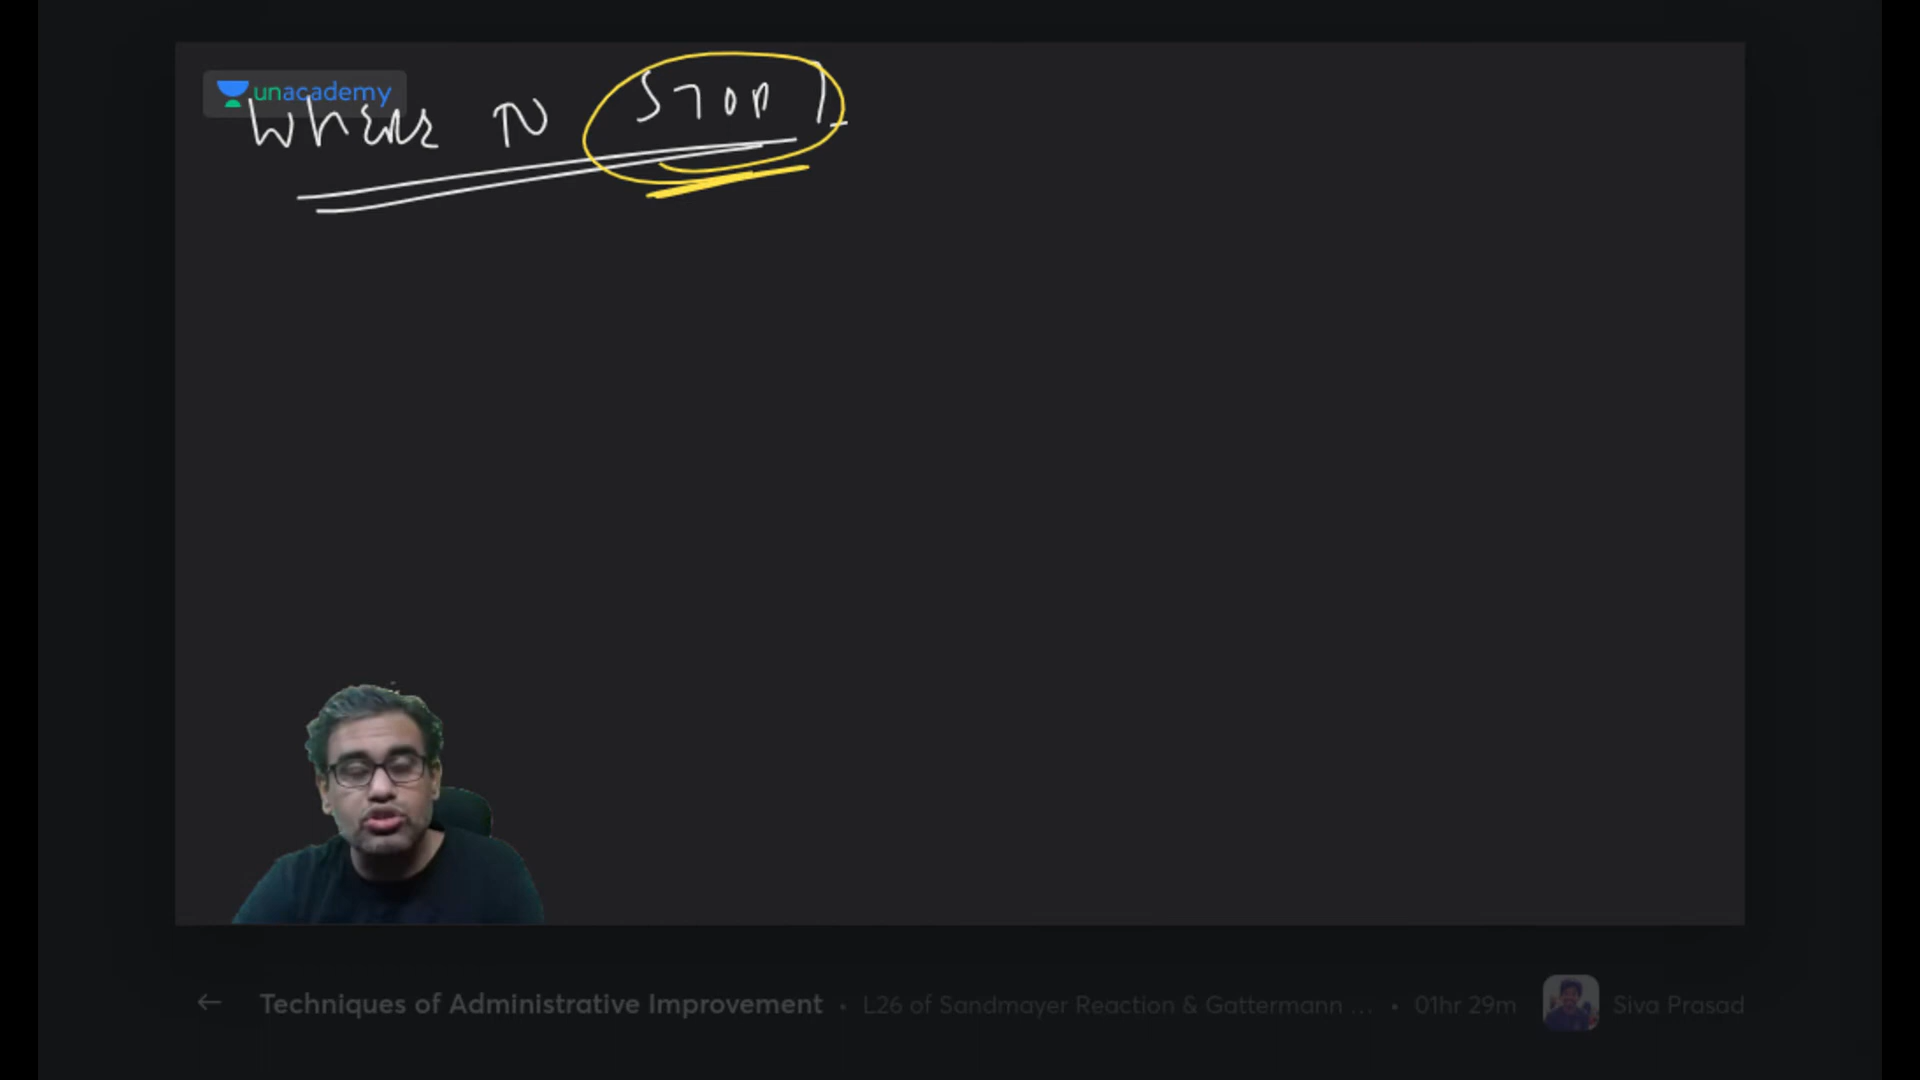 unacademy
WHERE TO STOP ?
Techniques of Administrative Improvement • L26 of Sandmayer Reaction & Gattermann ... • 01hr 29m Siva Prasad